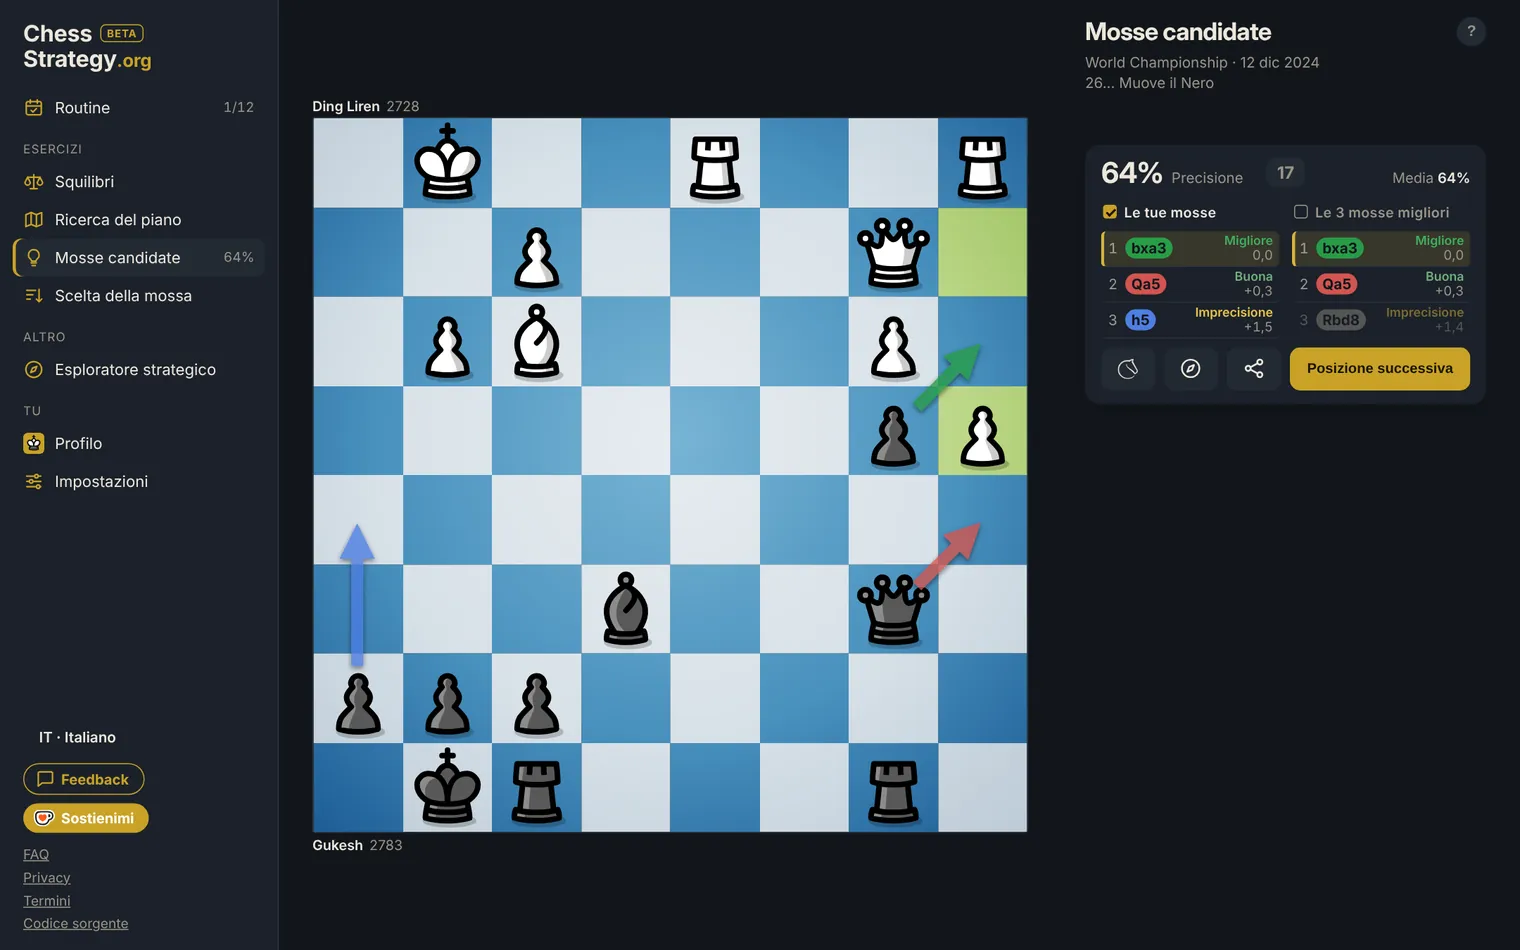 Chess BETA
Strategy.org
Routine 1/12
ESERCIZI
Squilibri
Ricerca del piano
Mosse candidate 64%
Scelta della mossa
ALTRO
Esploratore strategico
TU
Profilo
Impostazioni
IT · Italiano
Feedback
Sostienimi
FAQ
Privacy
Termini
Codice sorgente
Ding Liren 2728
Gukesh 2783
Mosse candidate
?
World Championship · 12 dic 2024
26... Muove il Nero
64% Precisione 17 Media 64%
Le tue mosse
1 bxa3 Migliore
0,0
2 Qa5 Buona
+0,3
3 h5 Imprecisione
+1,5
Le 3 mosse migliori
1 bxa3 Migliore
0,0
2 Qa5 Buona
+0,3
3 Rbd8 Imprecisione
+1,4
Posizione successiva